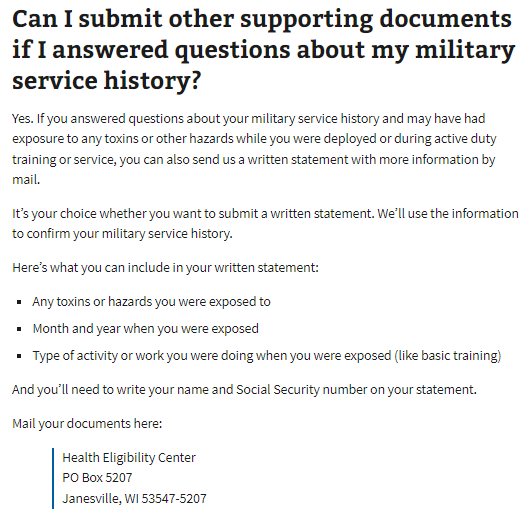 Can I submit other supporting documents
if I answered questions about my military
service history?
Yes. If you answered questions about your military service history and may have had
exposure to any toxins or other hazards while you were deployed or during active duty
training or service, you can also send us a written statement with more information by
mail.
It’s your choice whether you want to submit a written statement. We’ll use the information
to confirm your military service history.
Here’s what you can include in your written statement:
▪ Any toxins or hazards you were exposed to
▪ Month and year when you were exposed
▪ Type of activity or work you were doing when you were exposed (like basic training)
And you’ll need to write your name and Social Security number on your statement.
Mail your documents here:
Health Eligibility Center
PO Box 5207
Janesville, WI 53547-5207